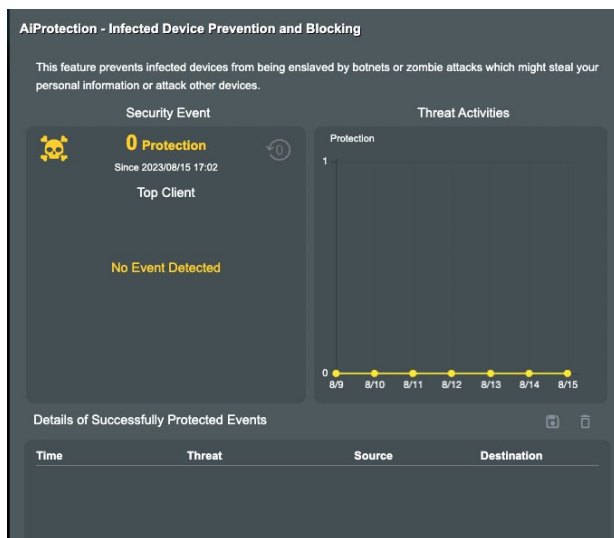 AiProtection - Infected Device Prevention and Blocking
This feature prevents infected devices from being enslaved by botnets or zombie attacks which might steal your
personal information or attack other devices.
Security Event
0 Protection
Since 2023/08/15 17:02
0
Top Client
No Event Detected
Threat Activities
Protection
1
0
8/9 8/10 8/11 8/12 8/13 8/14 8/15
Details of Successfully Protected Events
Time Threat Source Destination